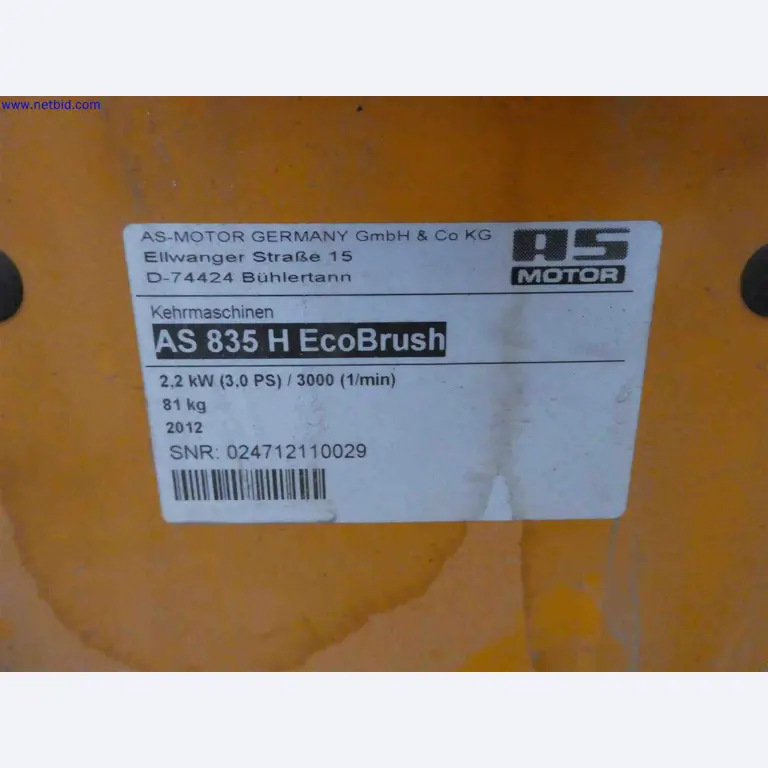 www.netbid.com
AS-MOTOR GERMANY GmbH & Co KG
Ellwanger Straße 15
D-74424 Bühlertann
AS
MOTOR
Kehrmaschinen
AS 835 H EcoBrush
2,2 kW (3,0 PS) / 3000 (1/min)
81 kg
2012
SNR: 024712110029